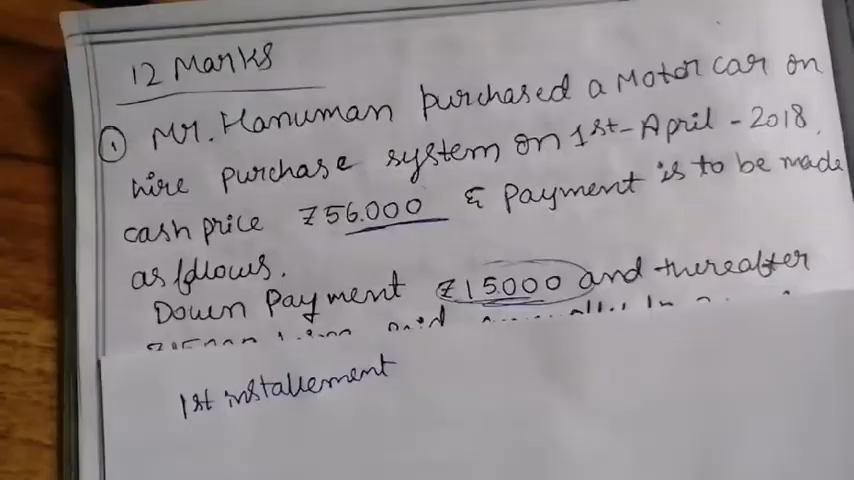 12 Marks
① Mr. Hanuman purchased a Motor car on
hire purchase system on 1st-April-2018,
cash price ₹56.000 & payment is to be made
as follows.
Down Payment ₹15000 and thereafter
1st installement